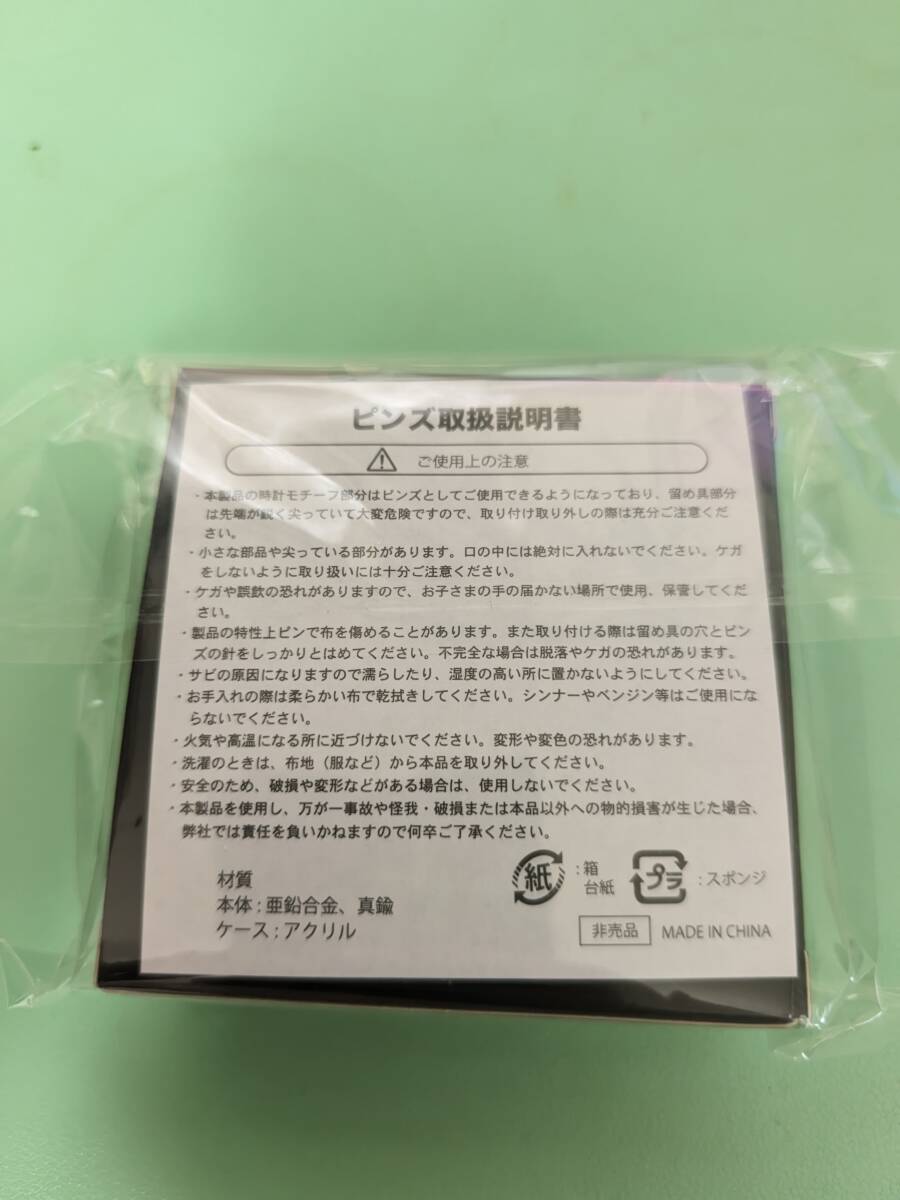 ピンズ取扱説明書
ご使用上の注意
・本製品の時計モチーフ部分はピンズとしてご使用できるようになっており、留め具部分
は先端が鋭く尖っていて大変危険ですので、取り付け取り外しの際は充分ご注意くだ
さい。
・小さな部品や尖っている部分があります。口の中には絶対に入れないでください。ケガ
をしないように取り扱いには十分ご注意ください。
・ケガや誤飲の恐れがありますので、お子さまの手の届かない場所で使用、保管してくだ
さい。
・製品の特性上ピンで布を傷めることがあります。また取り付ける際は留め具の穴とピン
ズの針をしっかりとはめてください。不完全な場合は脱落やケガの恐れがあります。
・サビの原因になりますので濡らしたり、湿度の高い所に置かないようにしてください。
・お手入れの際は柔らかい布で乾拭きしてください。シンナーやベンジン等はご使用にな
らないでください。
・火気や高温になる所に近づけないでください。変形や変色の恐れがあります。
・洗濯のときは、布地（服など）から本品を取り外してください。
・安全のため、破損や変形などがある場合は、使用しないでください。
・本製品を使用し、万が一事故や怪我・破損または本品以外への物的損害が生じた場合、
弊社では責任を負いかねますので何卒ご了承ください。
材質
本体：亜鉛合金、真鍮
ケース：アクリル
紙：箱
台紙
プラ：スポンジ
非売品 MADE IN CHINA